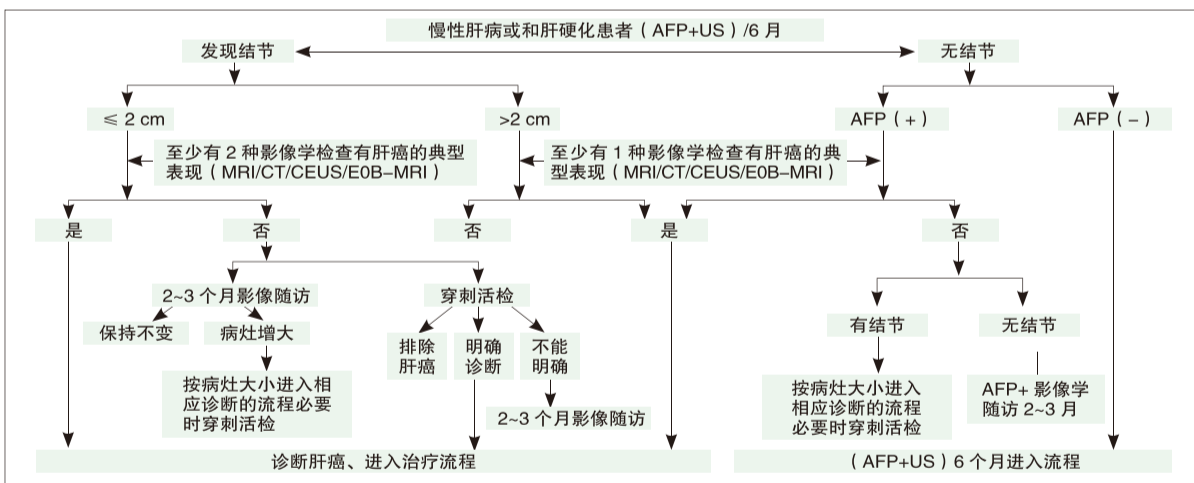 慢性肝病或和肝硬化患者（AFP+US）/6 月
发现结节
无结节
≤ 2 cm
>2 cm
AFP（+）
AFP（-）
至少有 2 种影像学检查有肝癌的典型
表现（MRI/CT/CEUS/E0B-MRI）
至少有 1 种影像学检查有肝癌的典
型表现（MRI/CT/CEUS/E0B-MRI）
是
否
否
是
否
2~3 个月影像随访
穿刺活检
保持不变
病灶增大
排除
肝癌
明确
诊断
不能
明确
有结节
无结节
按病灶大小进入相
应诊断的流程必要
时穿刺活检
2~3 个月影像随访
按病灶大小进入
相应诊断的流程
必要时穿刺活检
AFP+ 影像学
随访 2~3 月
诊断肝癌、进入治疗流程
（AFP+US）6 个月进入流程